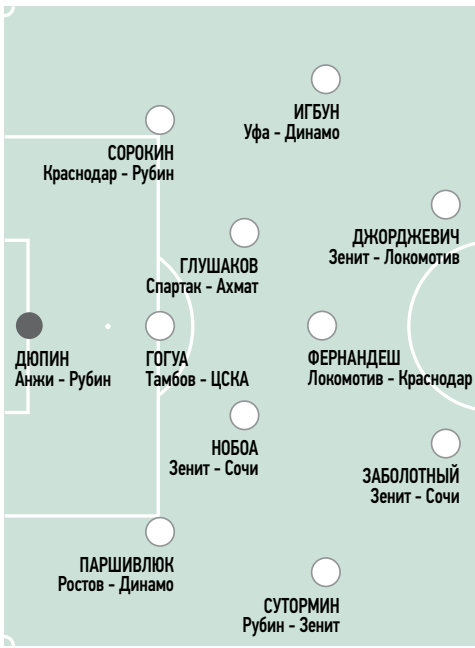 ИГБУН
Уфа - Динамо
СОРОКИН
Краснодар - Рубин
ДЖОРДЖЕВИЧ
Зенит - Локомотив
ГЛУШАКОВ
Спартак - Ахмат
ДЮПИН
Анжи - Рубин
ГОГУА
Тамбов - ЦСКА
ФЕРНАНДЕШ
Локомотив - Краснодар
НОБОА
Зенит - Сочи
ЗАБОЛОТНЫЙ
Зенит - Сочи
ПАРШИВЛЮК
Ростов - Динамо
СУТОРМИН
Рубин - Зенит